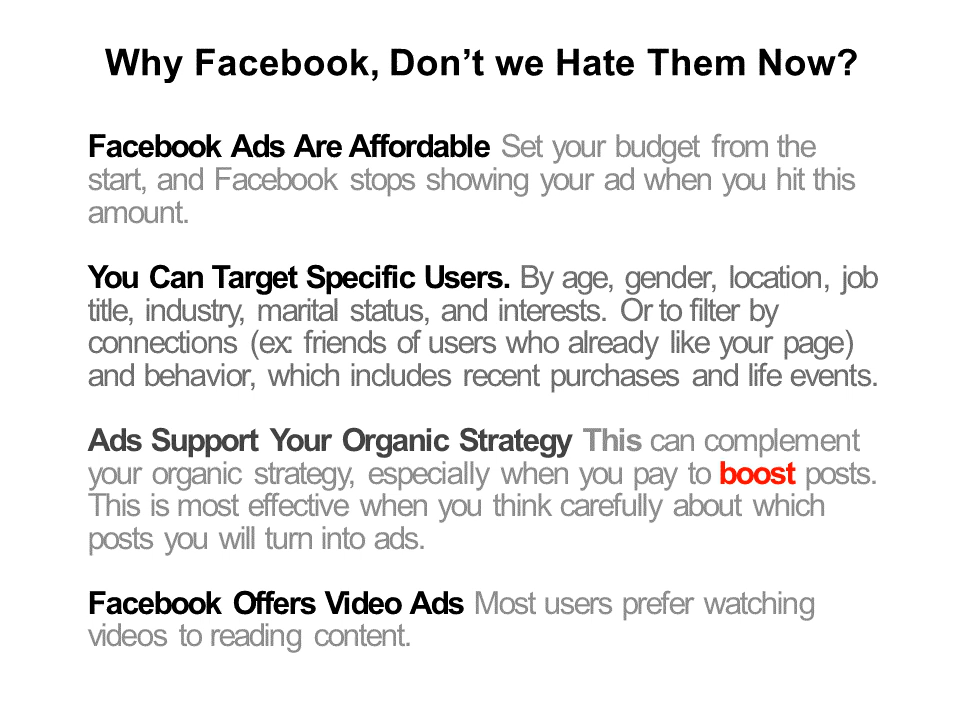 Why Facebook, Don’t we Hate Them Now?
Facebook Ads Are Affordable Set your budget from the
start, and Facebook stops showing your ad when you hit this
amount.
You Can Target Specific Users. By age, gender, location, job
title, industry, marital status, and interests. Or to filter by
connections (ex: friends of users who already like your page)
and behavior, which includes recent purchases and life events.
Ads Support Your Organic Strategy This can complement
your organic strategy, especially when you pay to boost posts.
This is most effective when you think carefully about which
posts you will turn into ads.
Facebook Offers Video Ads Most users prefer watching
videos to reading content.